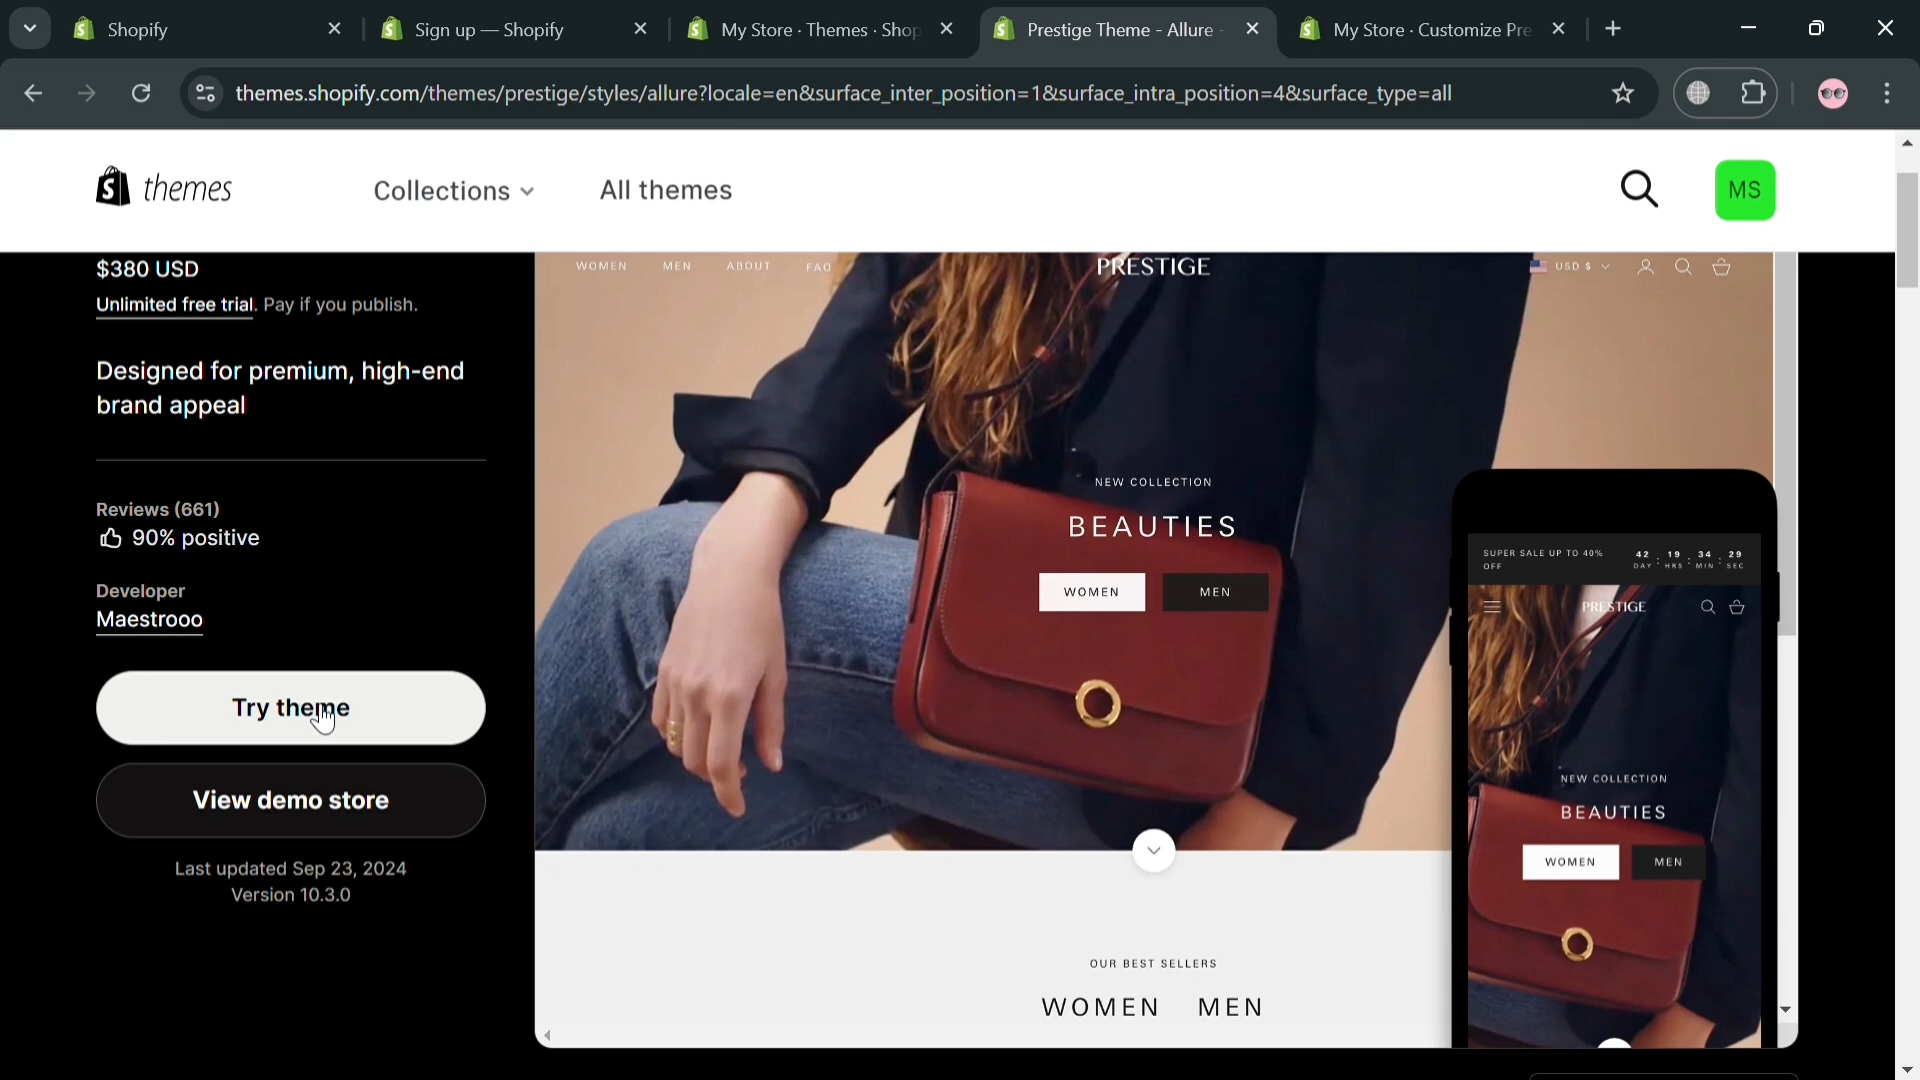 Shopify
Sign up — Shopify
My Store · Themes · Shop
Prestige Theme - Allure -
My Store · Customize Pre
themes.shopify.com/themes/prestige/styles/allure?locale=en&surface_inter_position=1&surface_intra_position=4&surface_type=all
themes
Collections
All themes
MS
$380 USD
Unlimited free trial. Pay if you publish.
Designed for premium, high-end
brand appeal
Reviews (661)
90% positive
Developer
Maestrooo
Try theme
View demo store
Last updated Sep 23, 2024
Version 10.3.0
WOMEN MEN ABOUT FAQ
PRESTIGE
USD $
NEW COLLECTION
BEAUTIES
WOMEN MEN
OUR BEST SELLERS
WOMEN MEN
SUPER SALE UP TO 40%
OFF
42 : 19 : 34 : 29
DAY HRS MIN SEC
PRESTIGE
NEW COLLECTION
BEAUTIES
WOMEN MEN